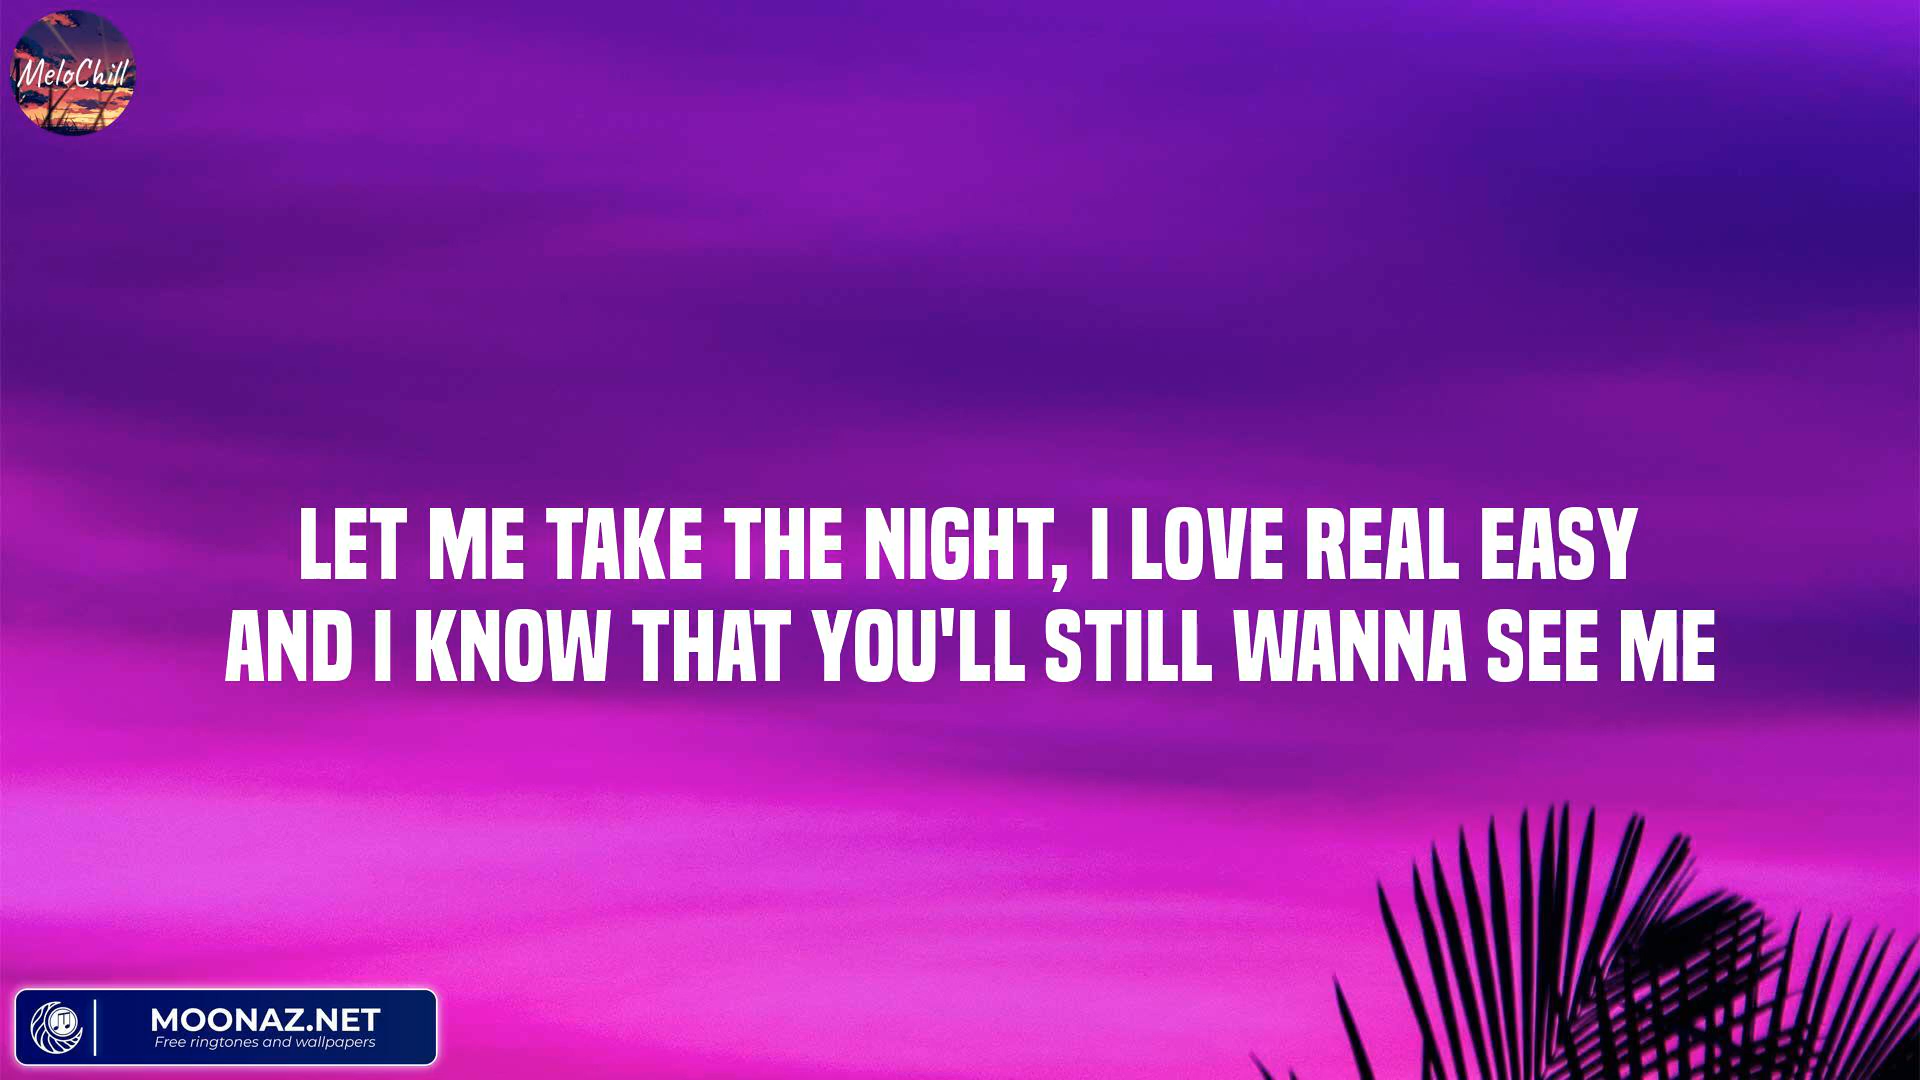 MeloChill
LET ME TAKE THE NIGHT, I LOVE REAL EASY
AND I KNOW THAT YOU'LL STILL WANNA SEE ME
MOONAZ.NET
Free ringtones and wallpapers